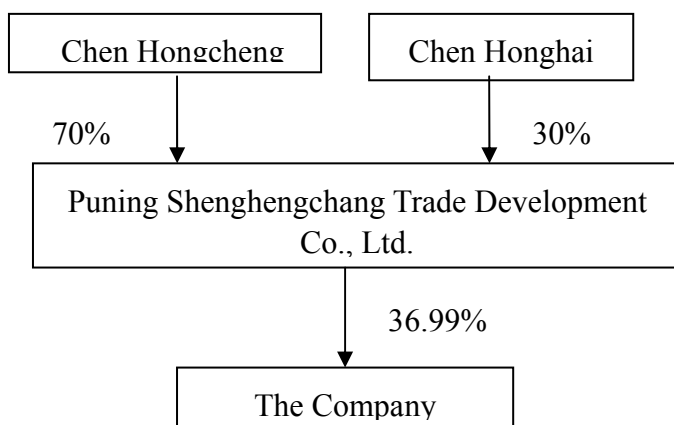 Chen Hongcheng
Chen Honghai
70%
30%
Puning Shenghengchang Trade Development
Co., Ltd.
36.99%
The Company